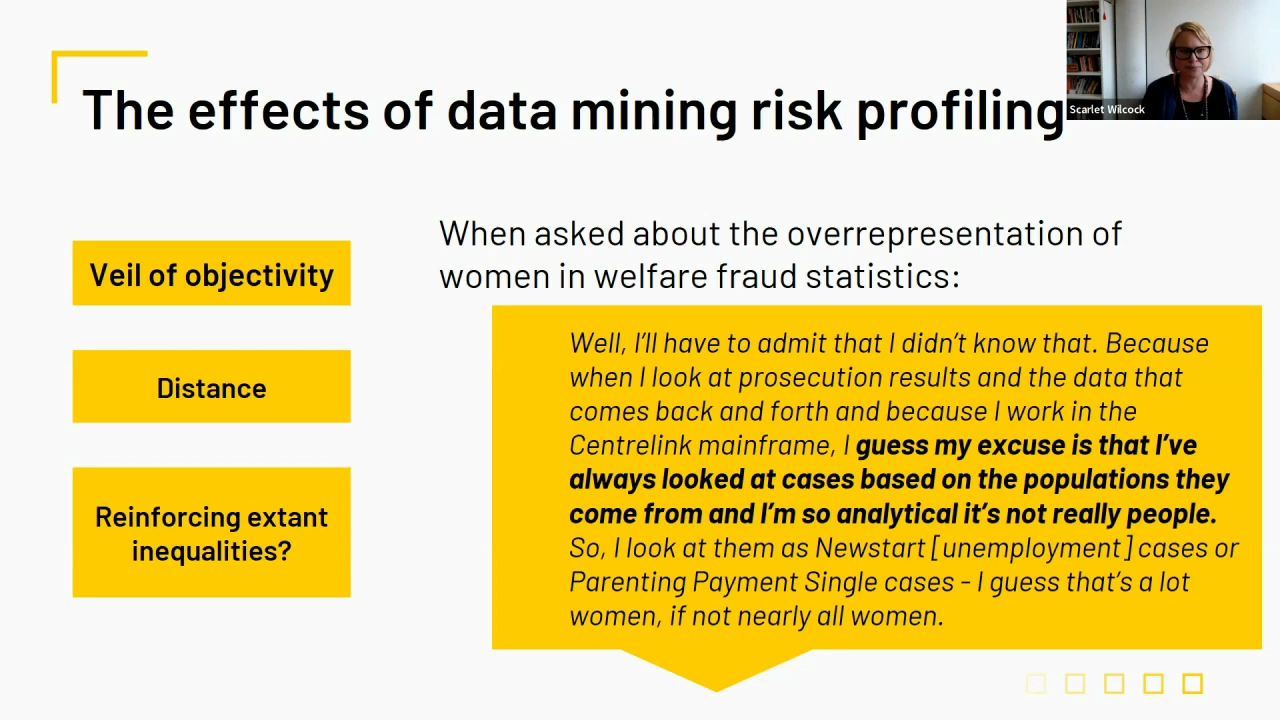 The effects of data mining risk profiling
Scarlet Wilcock
Veil of objectivity
Distance
Reinforcing extant
inequalities?
When asked about the overrepresentation of
women in welfare fraud statistics:
Well, I'll have to admit that I didn't know that. Because
when I look at prosecution results and the data that
comes back and forth and because I work in the
Centrelink mainframe, I guess my excuse is that I've
always looked at cases based on the populations they
come from and I'm so analytical it's not really people.
So, I look at them as Newstart [unemployment] cases or
Parenting Payment Single cases - I guess that's a lot
women, if not nearly all women.